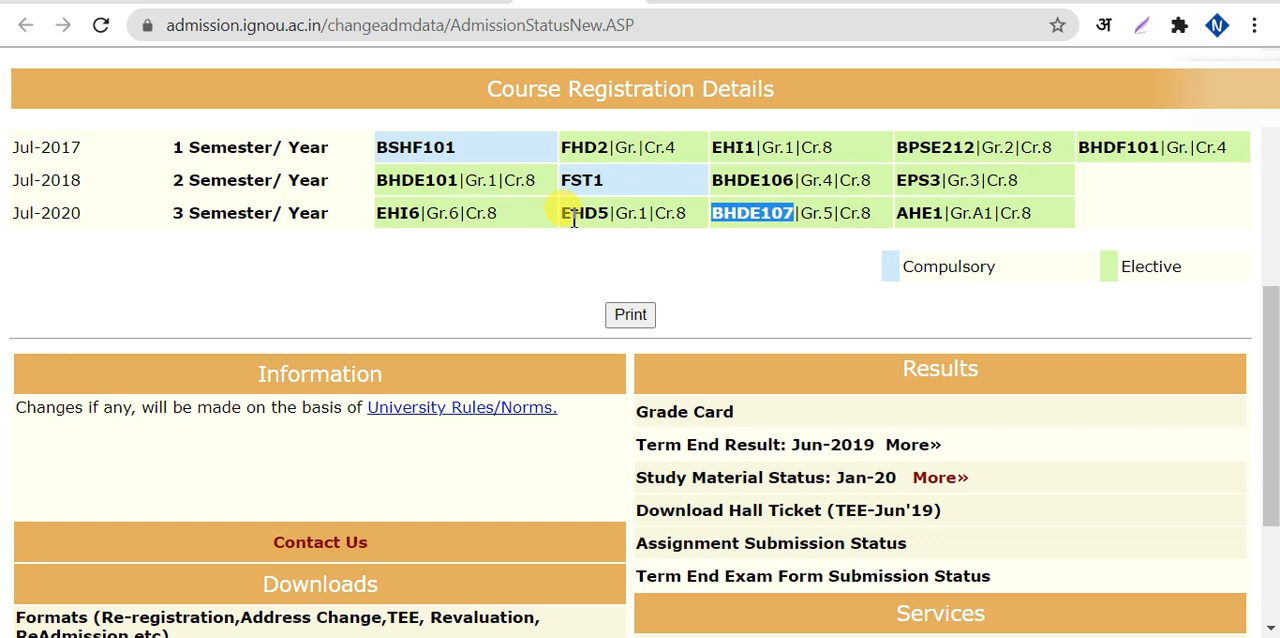 admission.ignou.ac.in/changeadmdata/AdmissionStatusNew.ASP
अ
N
Course Registration Details
Jul-2017 1 Semester/ Year BSHF101 FHD2|Gr.|Cr.4 EHI1|Gr.1|Cr.8 BPSE212|Gr.2|Cr.8 BHDF101|Gr.|Cr.4
Jul-2018 2 Semester/ Year BHDE101|Gr.1|Cr.8 FST1 BHDE106|Gr.4|Cr.8 EPS3|Gr.3|Cr.8
Jul-2020 3 Semester/ Year EHI6|Gr.6|Cr.8 EHD5|Gr.1|Cr.8 BHDE107|Gr.5|Cr.8 AHE1|Gr.A1|Cr.8
Compulsory Elective
Print
Information
Changes if any, will be made on the basis of University Rules/Norms.
Contact Us
Downloads
Formats (Re-registration,Address Change,TEE, Revaluation,
ReAdmission etc)
Results
Grade Card
Term End Result: Jun-2019 More»
Study Material Status: Jan-20 More»
Download Hall Ticket (TEE-Jun'19)
Assignment Submission Status
Term End Exam Form Submission Status
Services